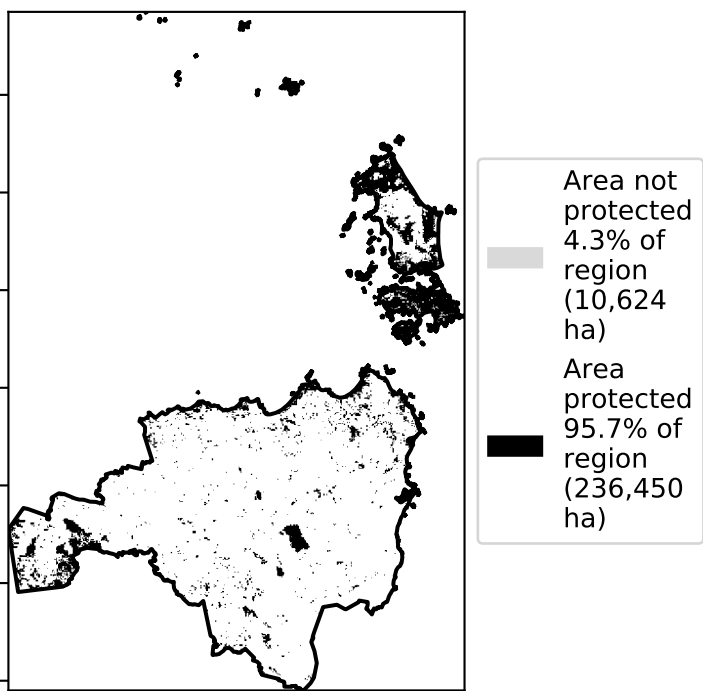 Area not
protected
4.3% of
region
(10,624
ha)
Area
protected
95.7% of
region
(236,450
ha)